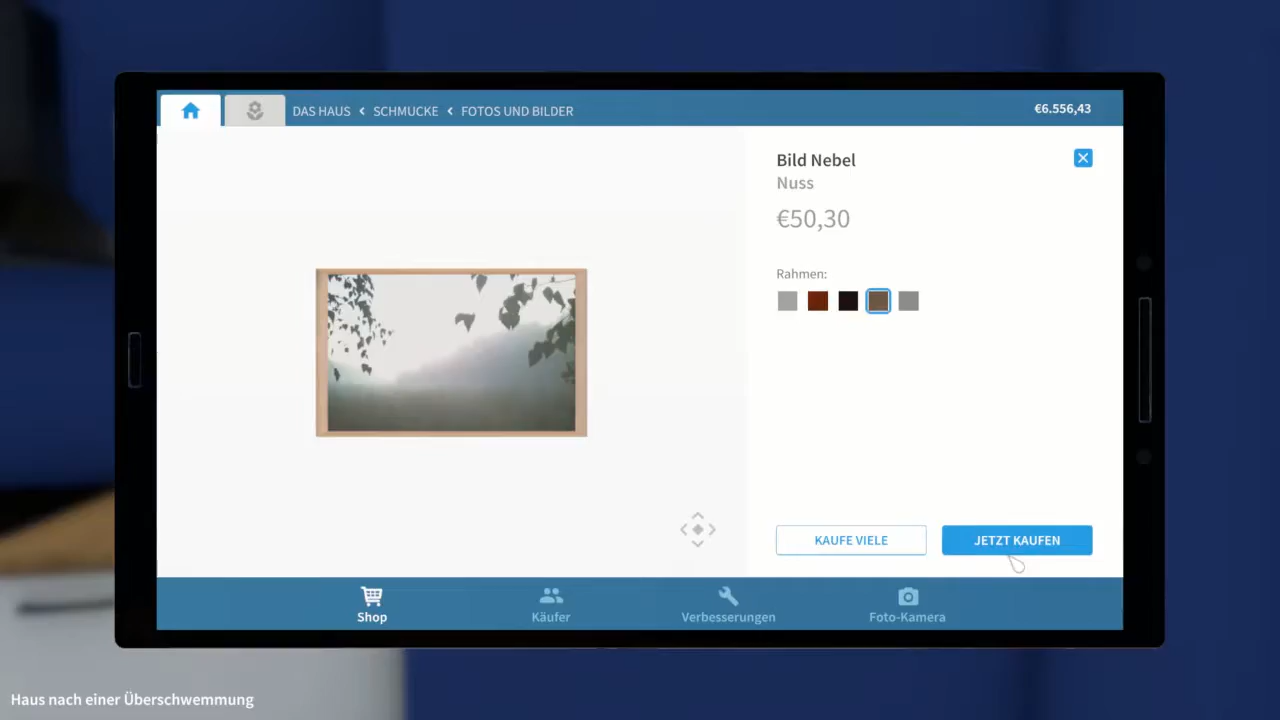 DAS HAUS < SCHMUCKE < FOTOS UND BILDER
€6.556,43
Bild Nebel
Nuss
€50,30
Rahmen:
KAUFE VIELE
JETZT KAUFEN
Shop
Käufer
Verbesserungen
Foto-Kamera
Haus nach einer Überschwemmung